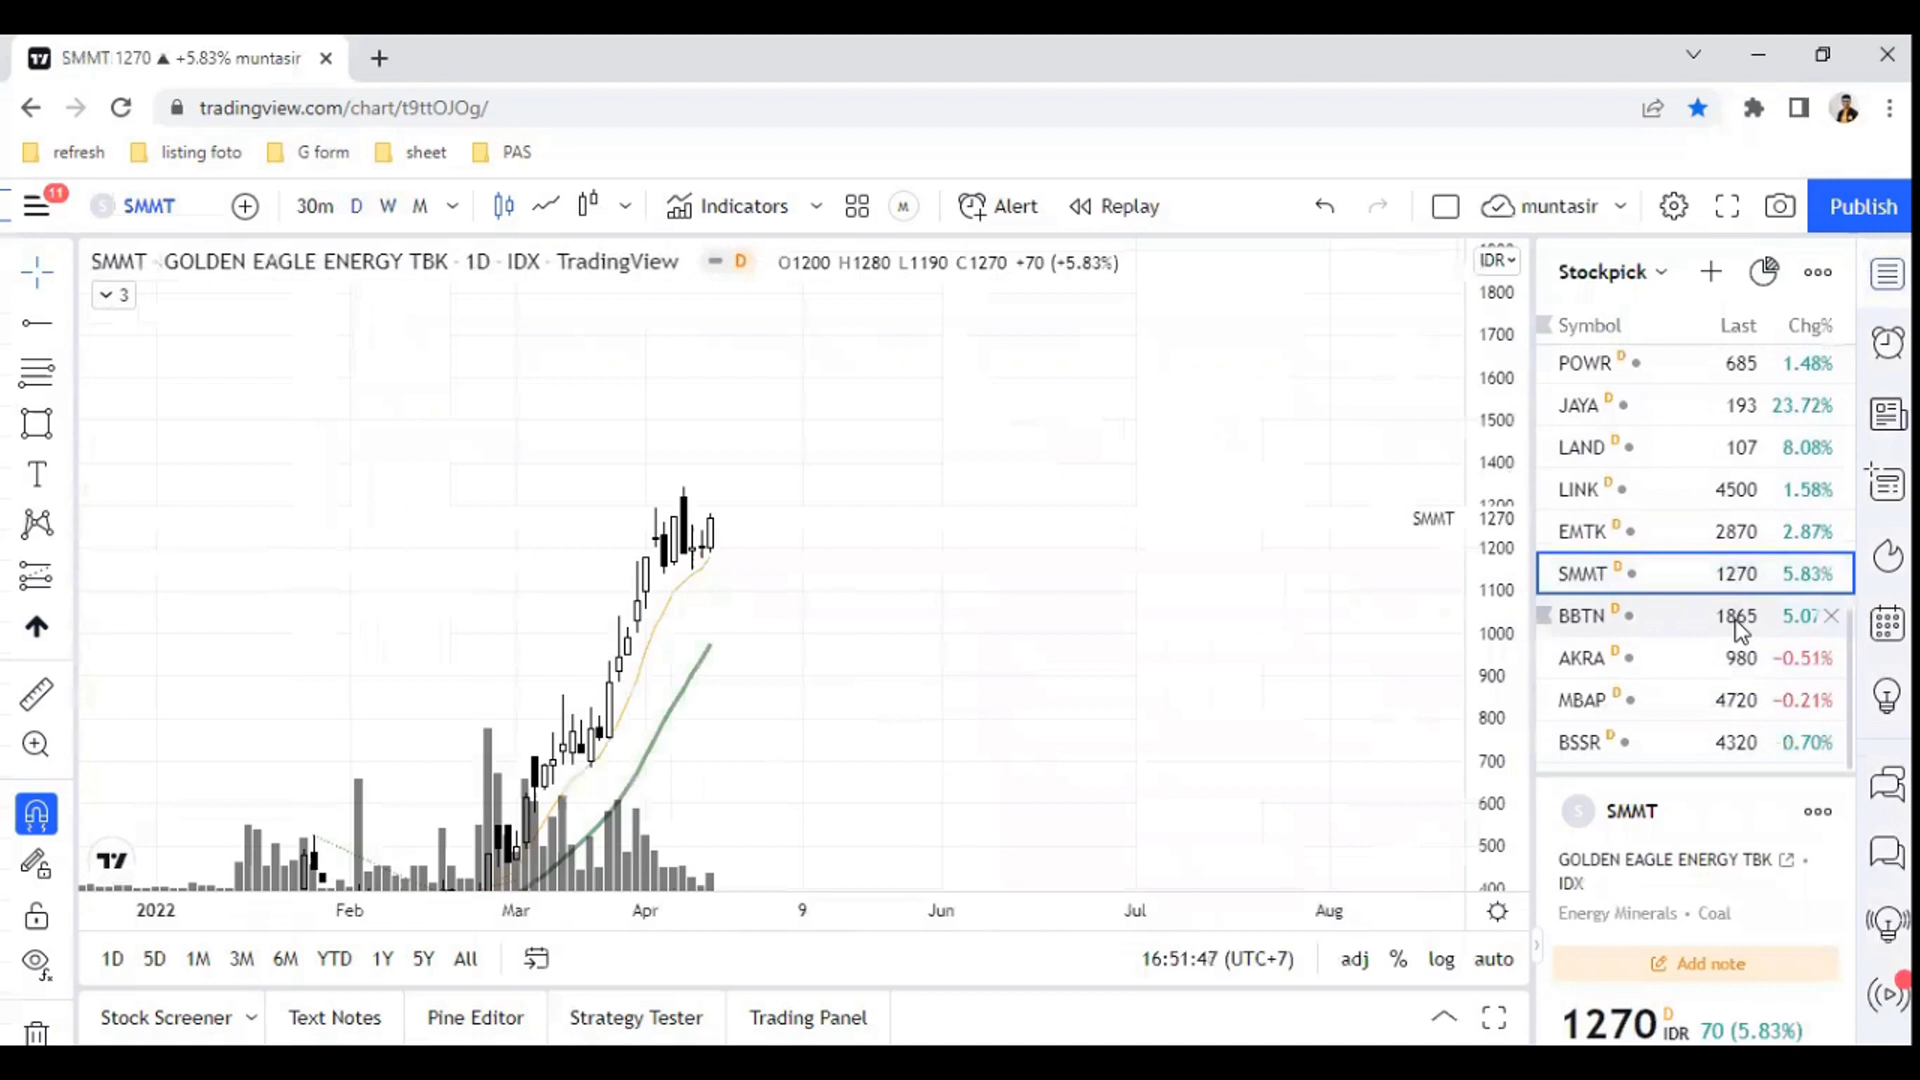 SMMT 1270 ▲ +5.83% muntasir
tradingview.com/chart/t9ttOJOg/
refresh listing foto G form sheet PAS
11
SMMT 30m D W M Indicators M Alert Replay muntasir Publish
SMMT · GOLDEN EAGLE ENERGY TBK · 1D · IDX · TradingView D O1200 H1280 L1190 C1270 +70 (+5.83%)
3
IDR
1800
1700
1600
1500
1400
SMMT 1270
1200
1100
1000
900
800
700
600
500
400
2022 Feb Mar Apr 9 Jun Jul Aug
1D 5D 1M 3M 6M YTD 1Y 5Y All 16:51:47 (UTC+7) adj % log auto
Stock Screener Text Notes Pine Editor Strategy Tester Trading Panel
Stockpick
Symbol Last Chg%
POWR D 685 1.48%
JAYA D 193 23.72%
LAND D 107 8.08%
LINK D 4500 1.58%
EMTK D 2870 2.87%
SMMT D 1270 5.83%
BBTN D 1865 5.07
AKRA D 980 −0.51%
MBAP D 4720 −0.21%
BSSR D 4320 0.70%
S SMMT
GOLDEN EAGLE ENERGY TBK ·
IDX
Energy Minerals · Coal
Add note
1270 D IDR 70 (5.83%)